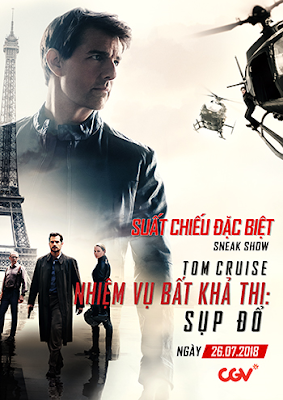 SUẤT CHIẾU ĐẶC BIỆT
SNEAK SHOW
TOM CRUISE
NHIỆM VỤ BẤT KHẢ THI:
SỤP ĐỔ
NGÀY 26.07.2018
CGV